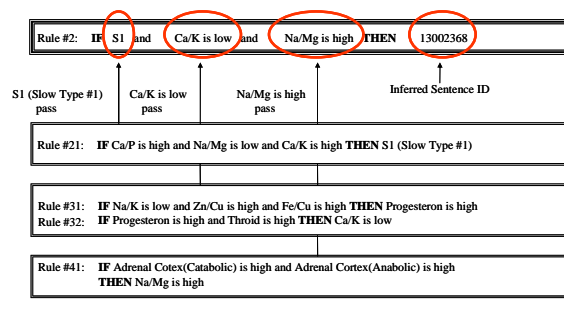 Rule #2: IF S1 and Ca/K is low and Na/Mg is high THEN 13002368
S1 (Slow Type #1) Ca/K is low Na/Mg is high Inferred Sentence ID
pass pass pass
Rule #21: IF Ca/P is high and Na/Mg is low and Ca/K is high THEN S1 (Slow Type #1)
Rule #31: IF Na/K is low and Zn/Cu is high and Fe/Cu is high THEN Progesteron is high
Rule #32: IF Progesteron is high and Throid is high THEN Ca/K is low
Rule #41: IF Adrenal Cotex(Catabolic) is high and Adrenal Cortex(Anabolic) is high
THEN Na/Mg is high